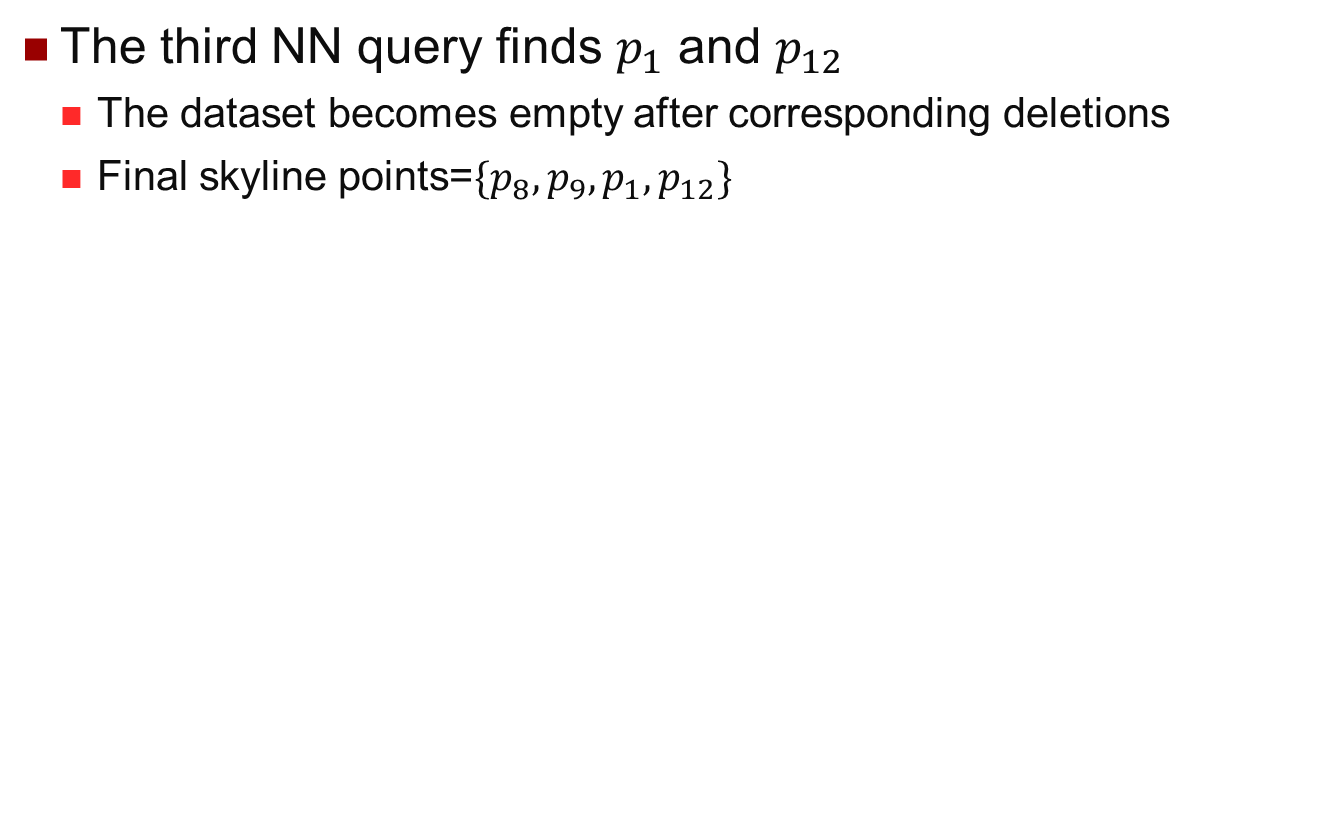 The third NN query finds p₁ and p₁₂
The dataset becomes empty after corresponding deletions
Final skyline points={p₈, p₉, p₁, p₁₂}